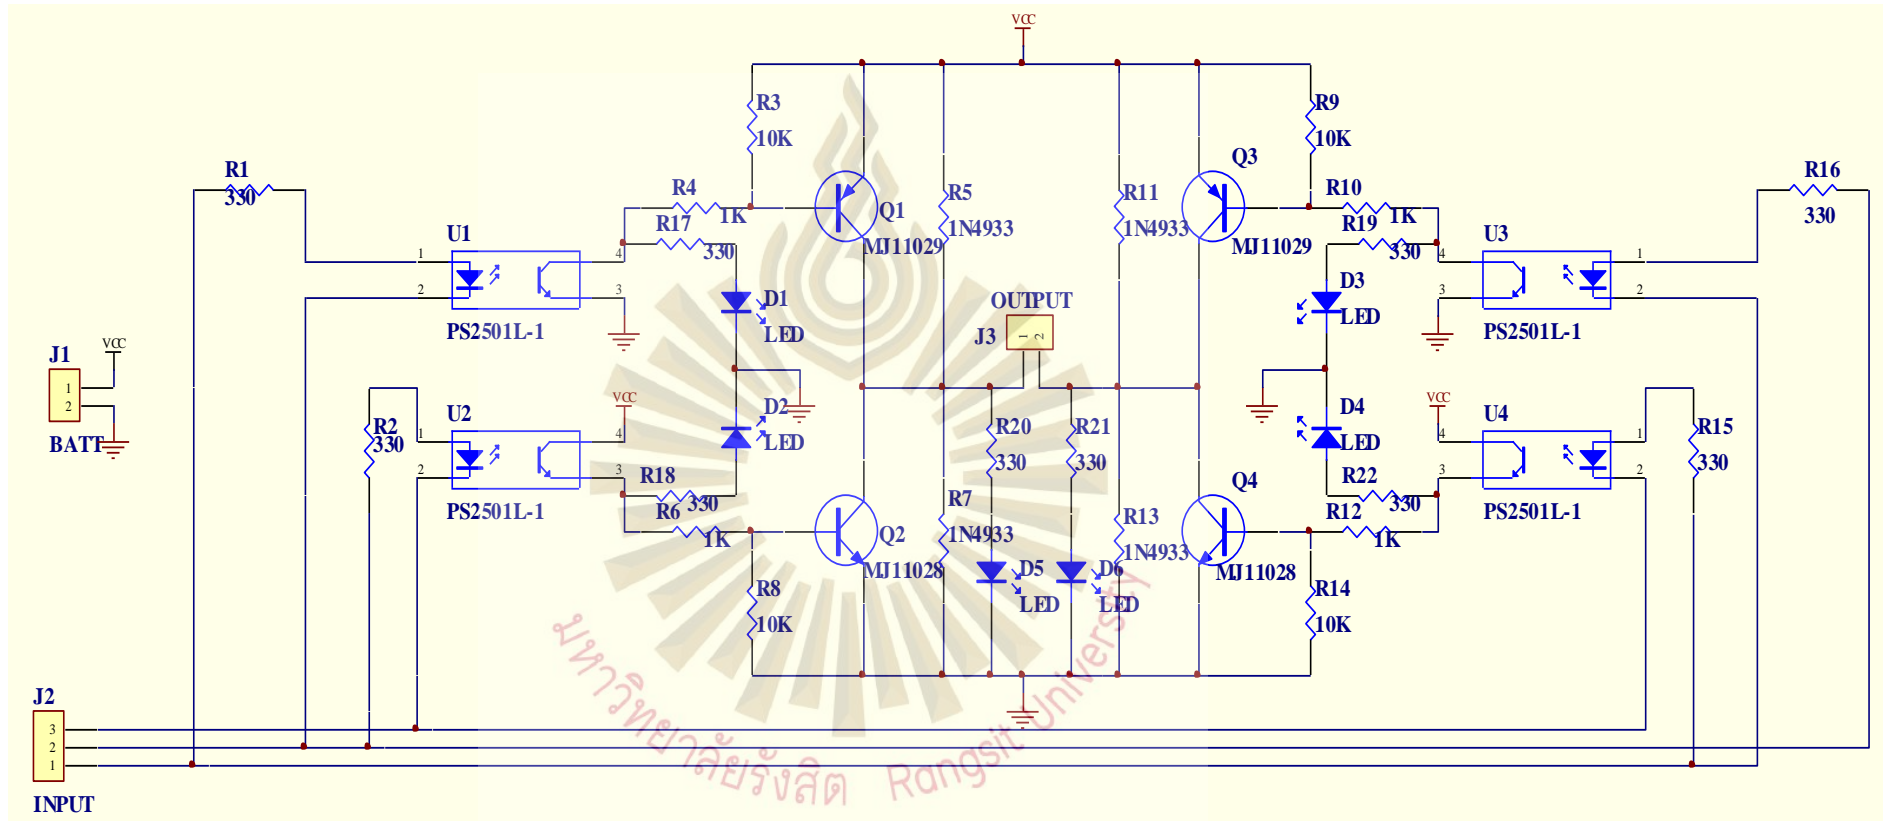 VCC
R3
10K
R9
10K
R1
330
R4
1K
R17
330
Q1
MJ11029
R5
1N4933
R11
1N4933
Q3
MJ11029
R10
1K
R19
330
R16
330
U1
1
2
4
3
PS2501L-1
D1
LED
OUTPUT
J3
1
2
D3
LED
U3
4
3
1
2
PS2501L-1
J1
VCC
1
2
BATT
R2
330
U2
1
2
VCC
4
3
PS2501L-1
D2
LED
R18
330
R6
1K
R20
330
R21
330
D4
LED
VCC
U4
4
3
1
2
PS2501L-1
R15
330
R22
330
R12
1K
Q2
MJ11028
R7
1N4933
R13
1N4933
Q4
MJ11028
R8
10K
D5
LED
D6
LED
R14
10K
J2
3
2
1
INPUT
มหาวิทยาลัยรังสิต Rangsit University